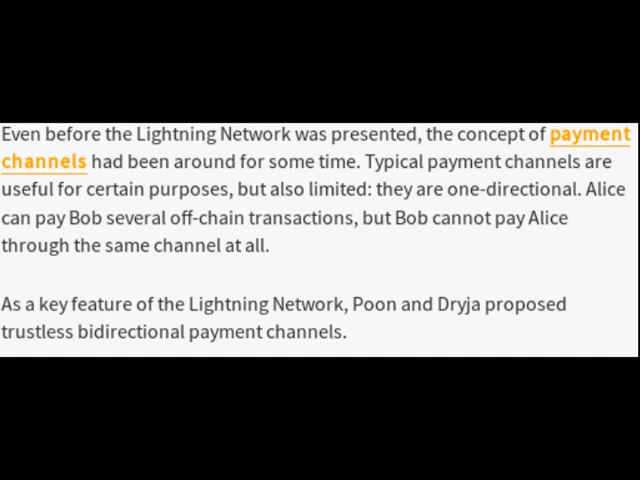 Even before the Lightning Network was presented, the concept of payment
channels had been around for some time. Typical payment channels are
useful for certain purposes, but also limited: they are one-directional. Alice
can pay Bob several off-chain transactions, but Bob cannot pay Alice
through the same channel at all.
As a key feature of the Lightning Network, Poon and Dryja proposed
trustless bidirectional payment channels.